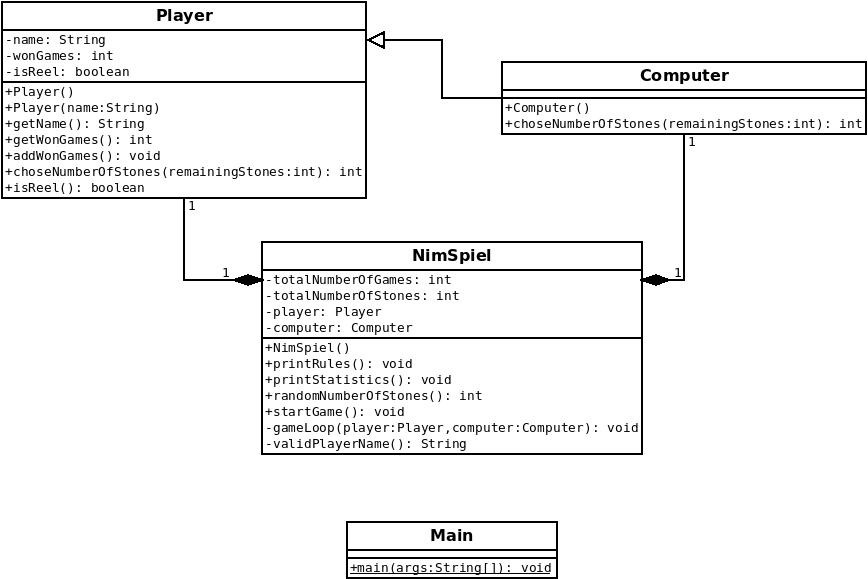 Player
-name: String
-wonGames: int
-isReel: boolean
+Player()
+Player(name:String)
+getName(): String
+getWonGames(): int
+addWonGames(): void
+choseNumberOfStones(remainingStones:int): int
+isReel(): boolean
Computer
+Computer()
+choseNumberOfStones(remainingStones:int): int
1
1
1
1
NimSpiel
-totalNumberOfGames: int
-totalNumberOfStones: int
-player: Player
-computer: Computer
+NimSpiel()
+printRules(): void
+printStatistics(): void
+randomNumberOfStones(): int
+startGame(): void
-gameLoop(player:Player,computer:Computer): void
-validPlayerName(): String
Main
+main(args:String[]): void